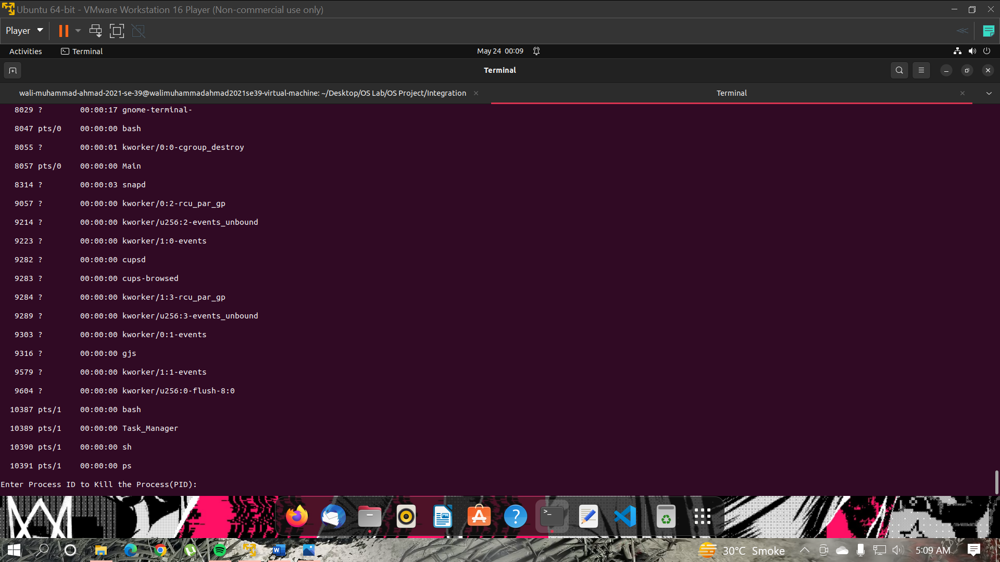 Ubuntu 64-bit - VMware Workstation 16 Player (Non-commercial use only)
Player
Activities Terminal May 24 00:09
Terminal
wali-muhammad-ahmad-2021-se-39@walimuhammadahmad2021se39-virtual-machine: ~/Desktop/OS Lab/OS Project/Integration Terminal
8029 ? 00:00:17 gnome-terminal-
8047 pts/0 00:00:00 bash
8055 ? 00:00:01 kworker/0:0-cgroup_destroy
8057 pts/0 00:00:00 Main
8314 ? 00:00:03 snapd
9057 ? 00:00:00 kworker/0:2-rcu_par_gp
9214 ? 00:00:00 kworker/u256:2-events_unbound
9223 ? 00:00:00 kworker/1:0-events
9282 ? 00:00:00 cupsd
9283 ? 00:00:00 cups-browsed
9284 ? 00:00:00 kworker/1:3-rcu_par_gp
9289 ? 00:00:00 kworker/u256:3-events_unbound
9303 ? 00:00:00 kworker/0:1-events
9316 ? 00:00:00 gjs
9579 ? 00:00:00 kworker/1:1-events
9604 ? 00:00:00 kworker/u256:0-flush-8:0
10387 pts/1 00:00:00 bash
10389 pts/1 00:00:00 Task_Manager
10390 pts/1 00:00:00 sh
10391 pts/1 00:00:00 ps
Enter Process ID to Kill the Process(PID):
30°C Smoke 5:09 AM